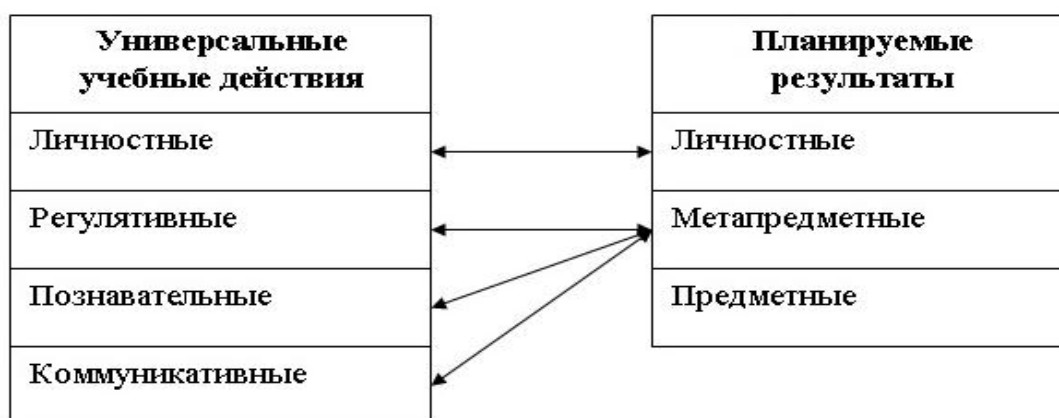 Универсальные
учебные действия
Личностные
Регулятивные
Познавательные
Коммуникативные
Планируемые
результаты
Личностные
Метапредметные
Предметные